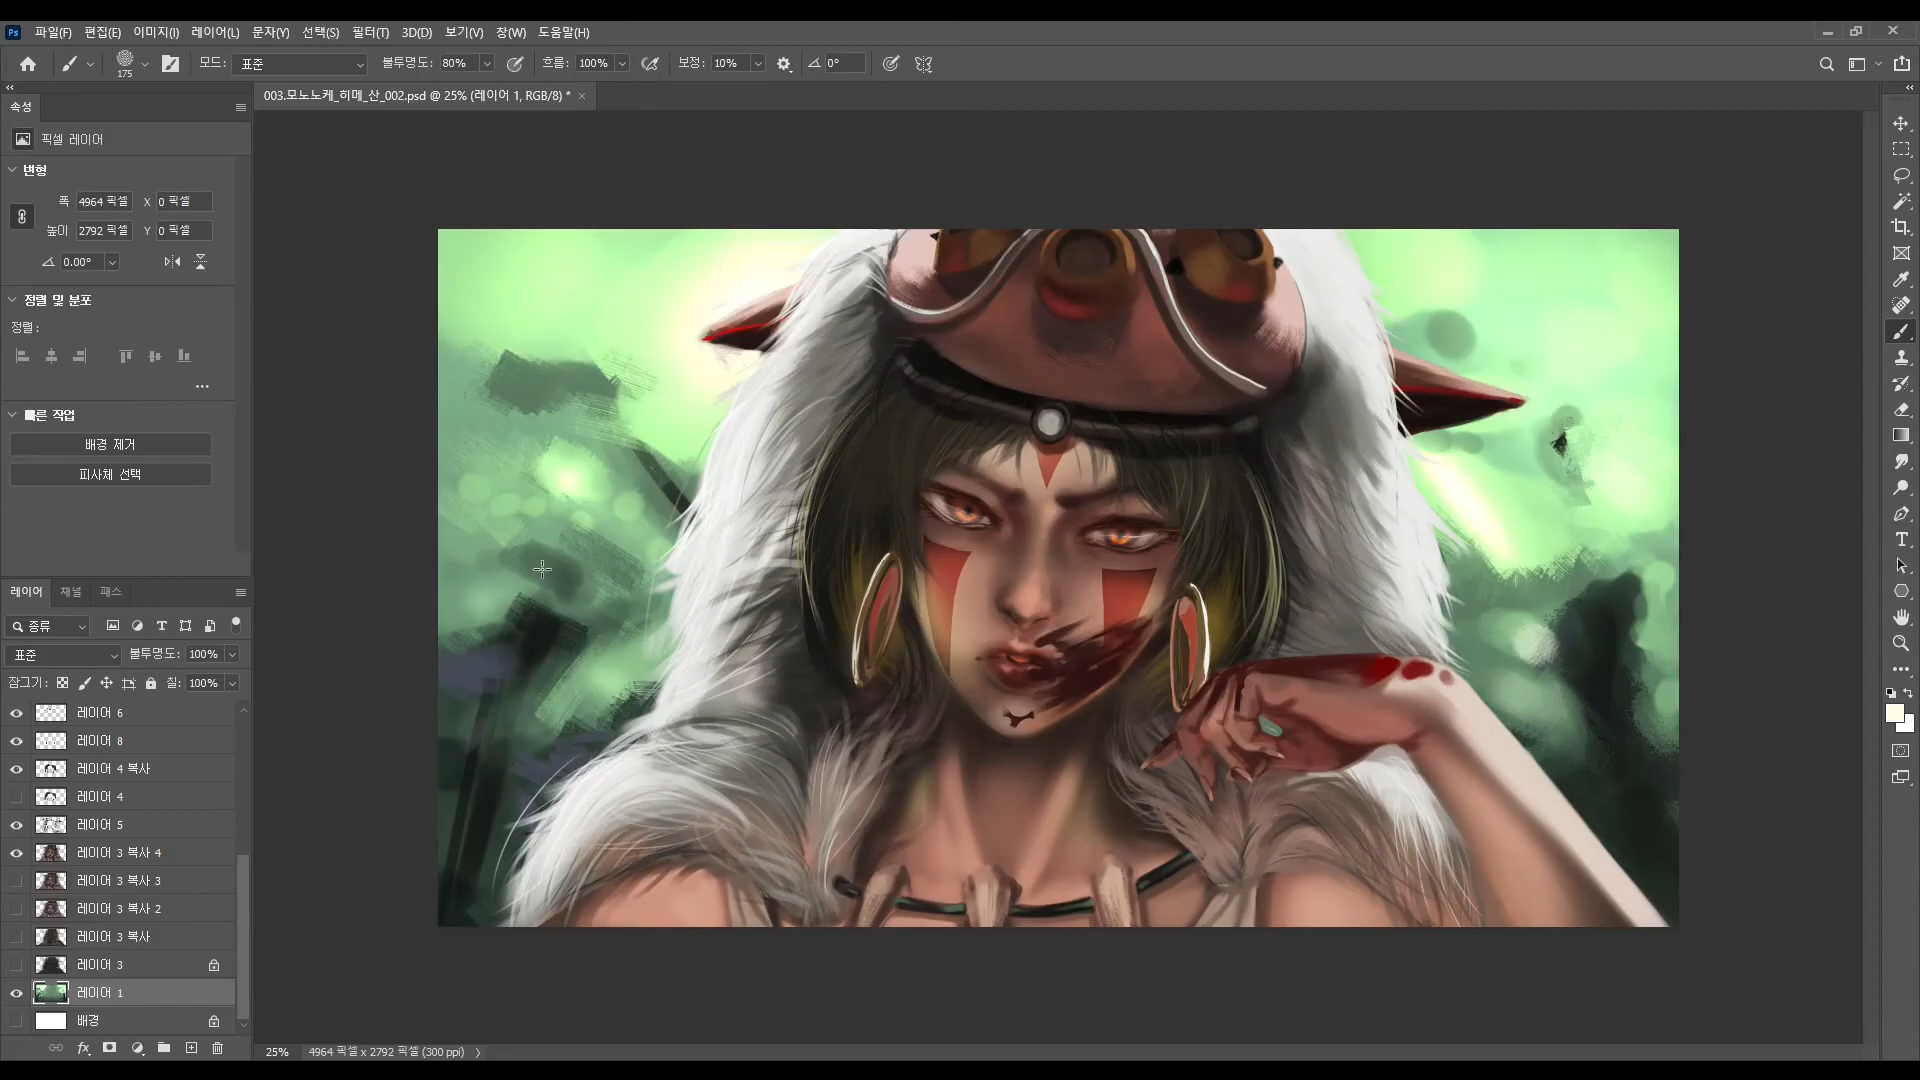 Ps 파일(F) 편집(E) 이미지(I) 레이어(L) 문자(Y) 선택(S) 필터(T) 3D(D) 보기(V) 창(W) 도움말(H)
175 모드: 표준 불투명도: 80% 흐름: 100% 보정: 10% 0°
003.모노노케_히메_산_002.psd @ 25% (레이어 1, RGB/8) *
속성
픽셀 레이어
변형
폭 4964 픽셀 X 0 픽셀
높이 2792 픽셀 Y 0 픽셀
0.00°
정렬 및 분포
정렬:
른 작업
배경 제거
피사체 선택
레이어 채널 패스
종류
표준 불투명도: 100%
잠그기: 칠: 100%
레이어 6
레이어 8
레이어 4 복사
레이어 4
레이어 5
레이어 3 복사 4
레이어 3 복사 3
레이어 3 복사 2
레이어 3 복사
레이어 3
레이어 1
배경
fx
25% 4964 픽셀 x 2792 픽셀 (300 ppi)